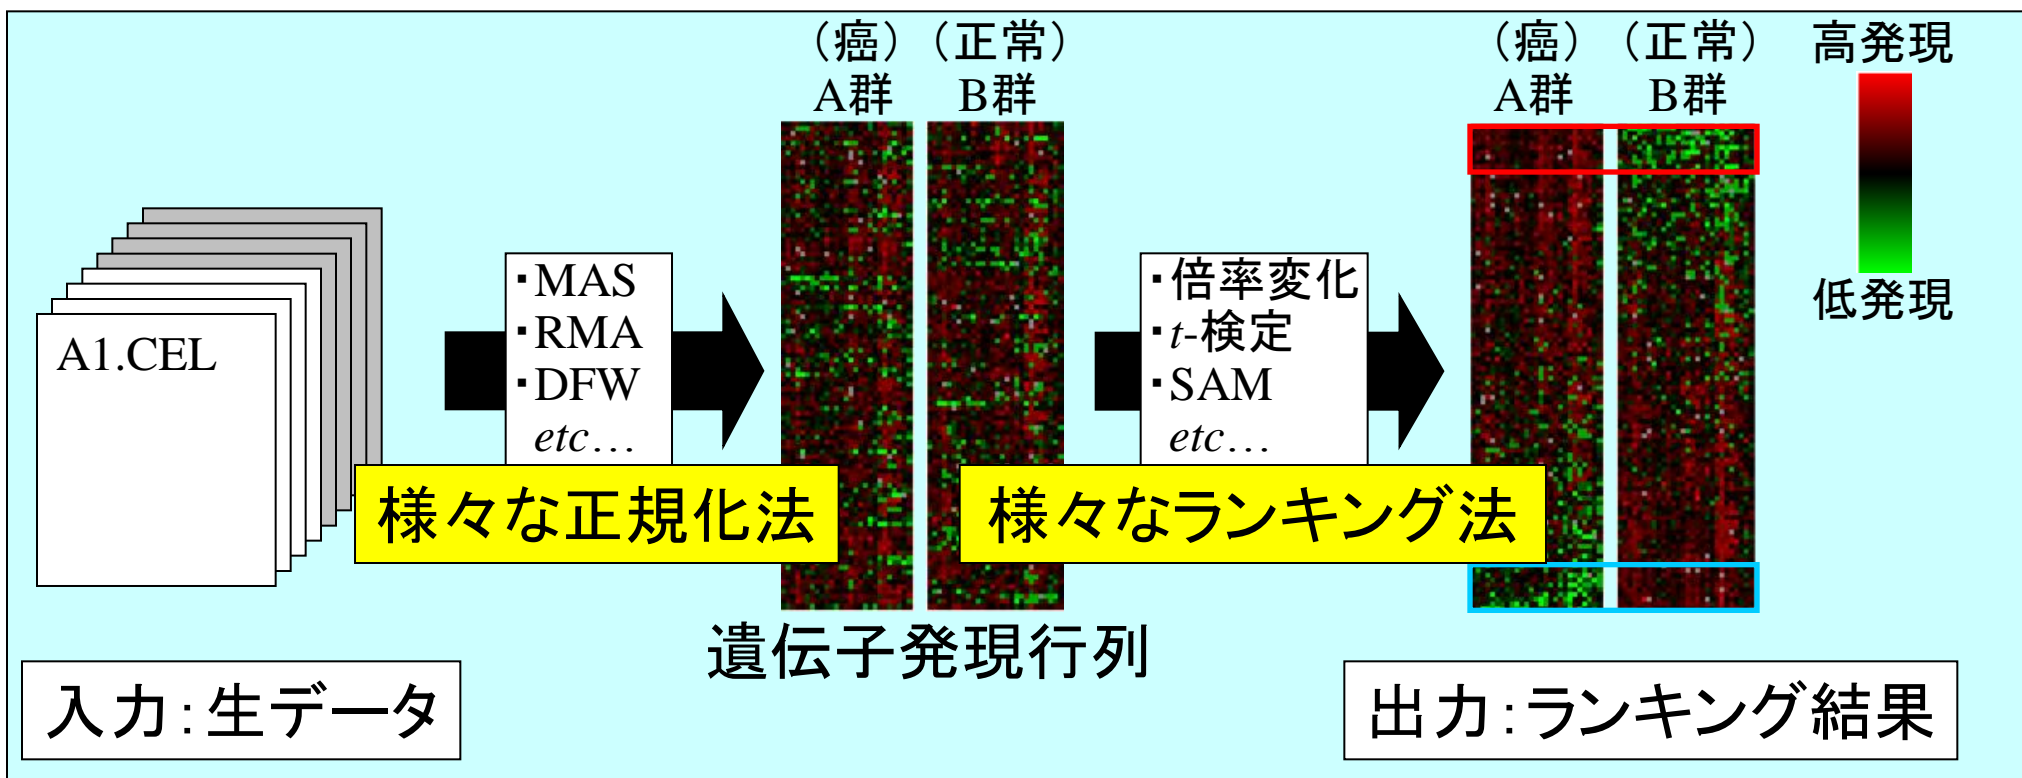 （癌）（正常）
A群 B群
（癌）（正常）
A群 B群
高発現
低発現
A1.CEL
・MAS
・RMA
・DFW
etc…
・倍率変化
・t-検定
・SAM
etc…
様々な正規化法
様々なランキング法
遺伝子発現行列
入力：生データ
出力：ランキング結果